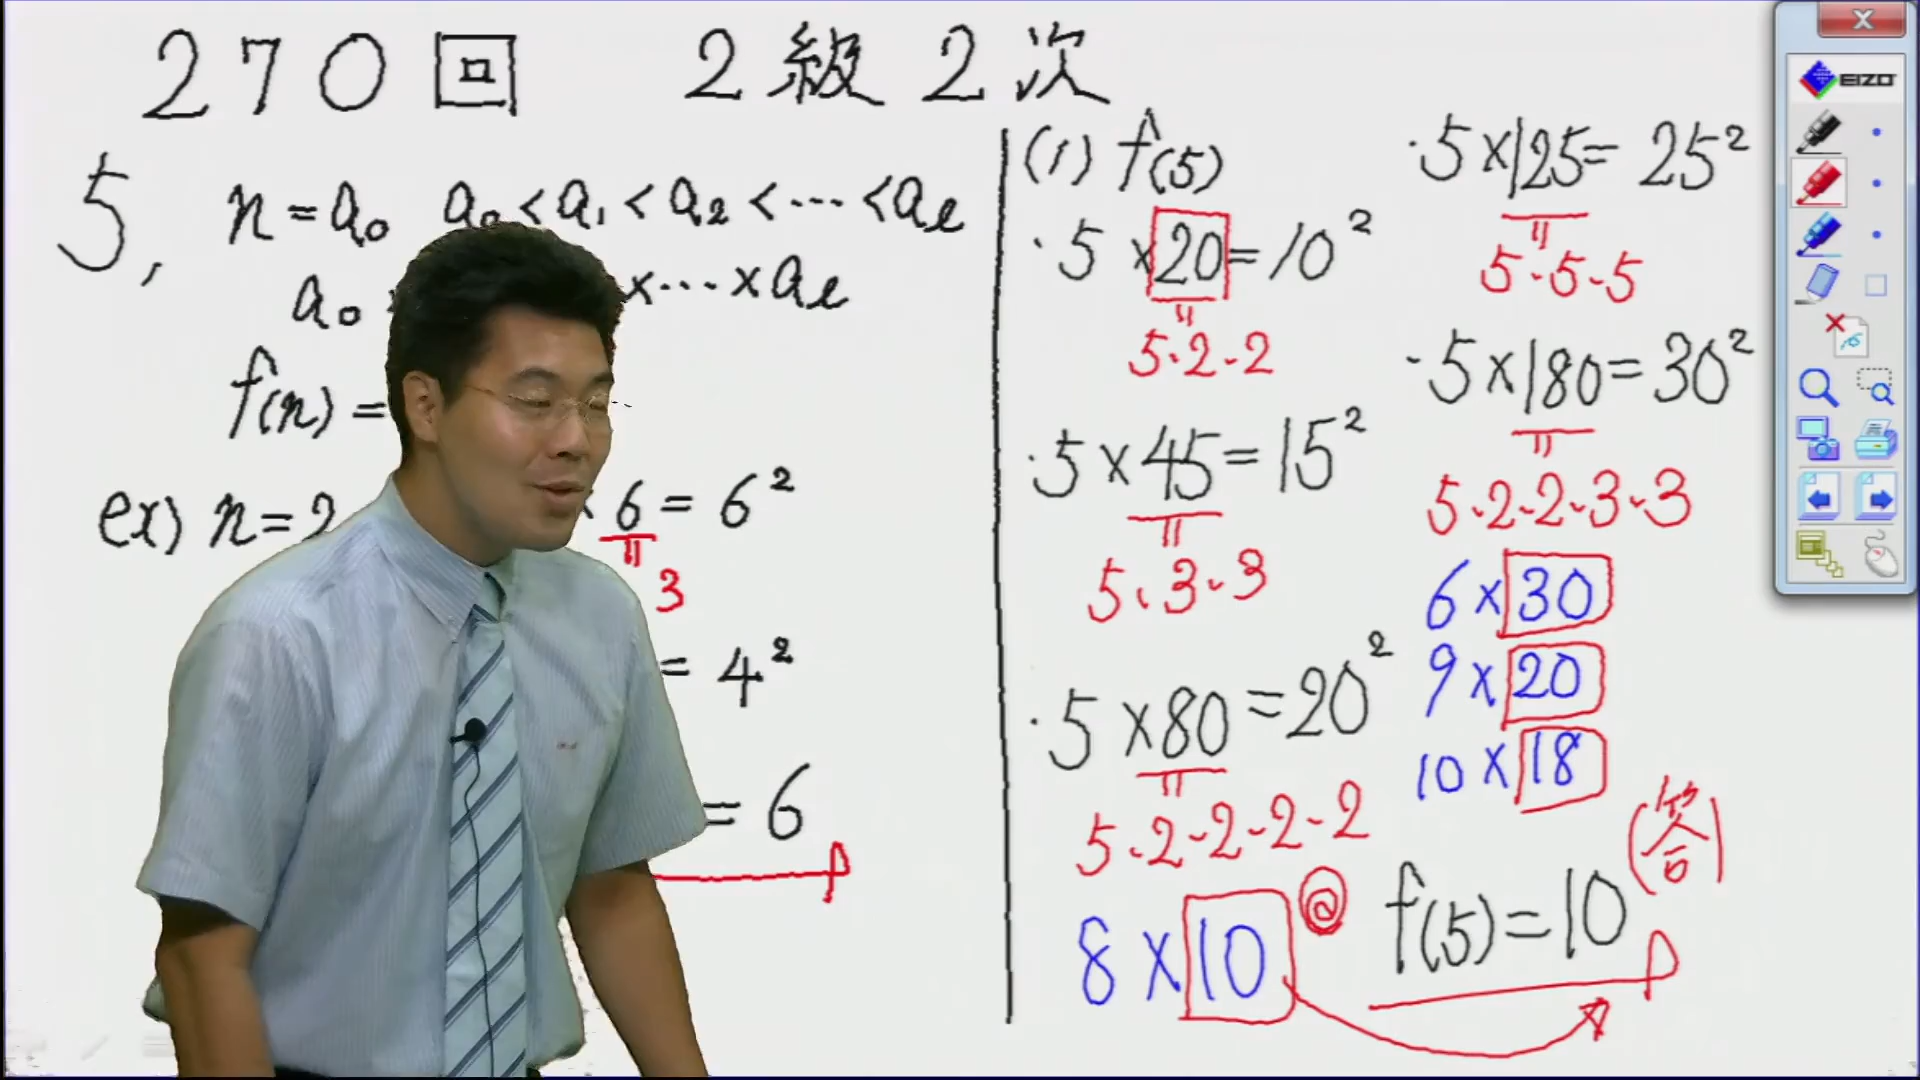 270回 2級2次
5, n=a₀ a₀<a₁<a₂<…<aℓ
a₀ ×…×aℓ
f(n)=
ex) n=2 × 6 = 6²
3
= 4²
= 6
(1) f(5)
·5×20=10²
5·2·2
·5×45=15²
5·3·3
·5×80=20²
5·2·2·2·2
8×10
·5×125=25²
5·5·5
·5×180=30²
5·2·2·3·3
6×30
9×20
10×18
f(5)=10 (答)
EIZO